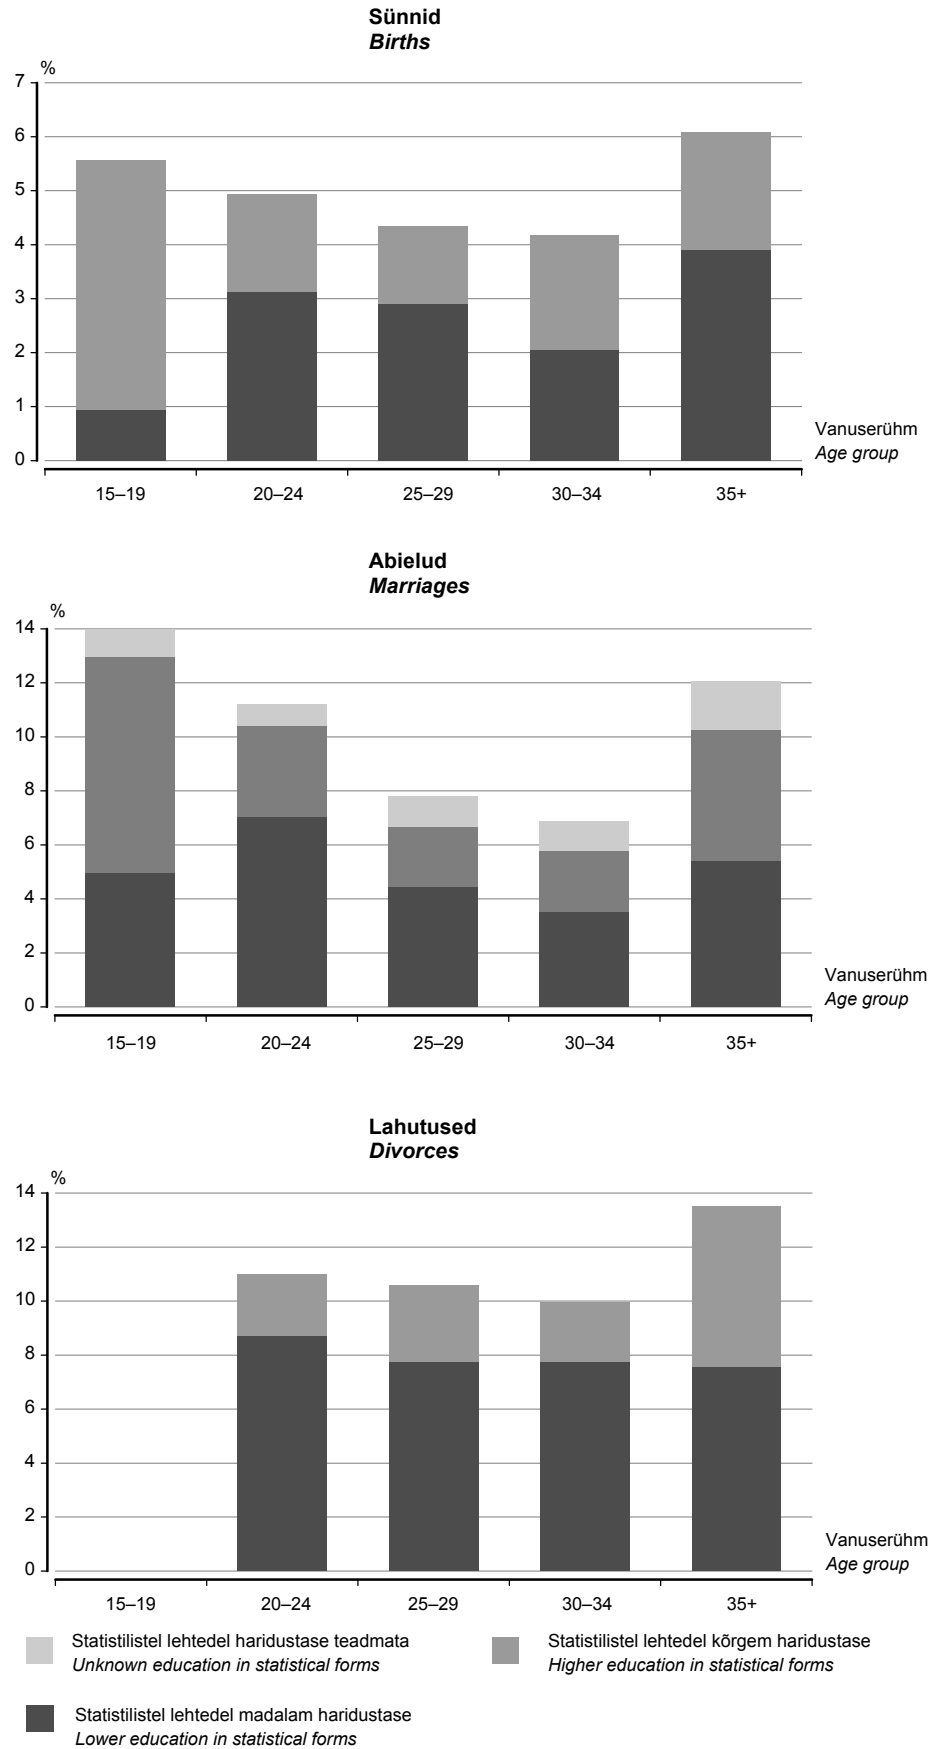 Sünnid
Births
%
7
6
5
4
3
2
1
0
Vanuserühm
Age group
15–19 20–24 25–29 30–34 35+
Abielud
Marriages
%
14
12
10
8
6
4
2
0
Vanuserühm
Age group
15–19 20–24 25–29 30–34 35+
Lahutused
Divorces
%
14
12
10
8
6
4
2
0
Vanuserühm
Age group
15–19 20–24 25–29 30–34 35+
Statistilistel lehtedel haridustase teadmata
Unknown education in statistical forms
Statistilistel lehtedel kõrgem haridustase
Higher education in statistical forms
Statistilistel lehtedel madalam haridustase
Lower education in statistical forms